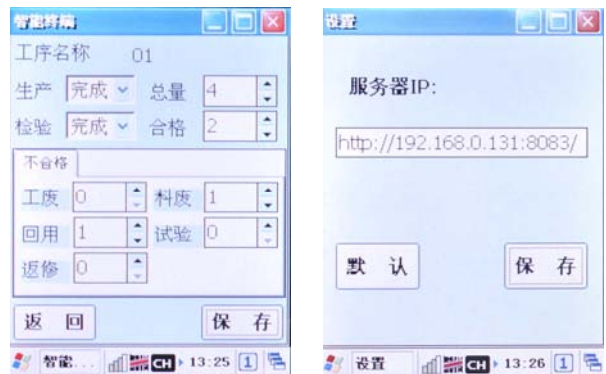 智能终端
工序名称 01
生产 完成 总量 4
检验 完成 合格 2
不合格
工废 0 料废 1
回用 1 试验 0
返修 0
返回 保存
智能... CH 13:25 1
设置
服务器IP:
http://192.168.0.131:8083/
默认 保存
设置 CH 13:26 1